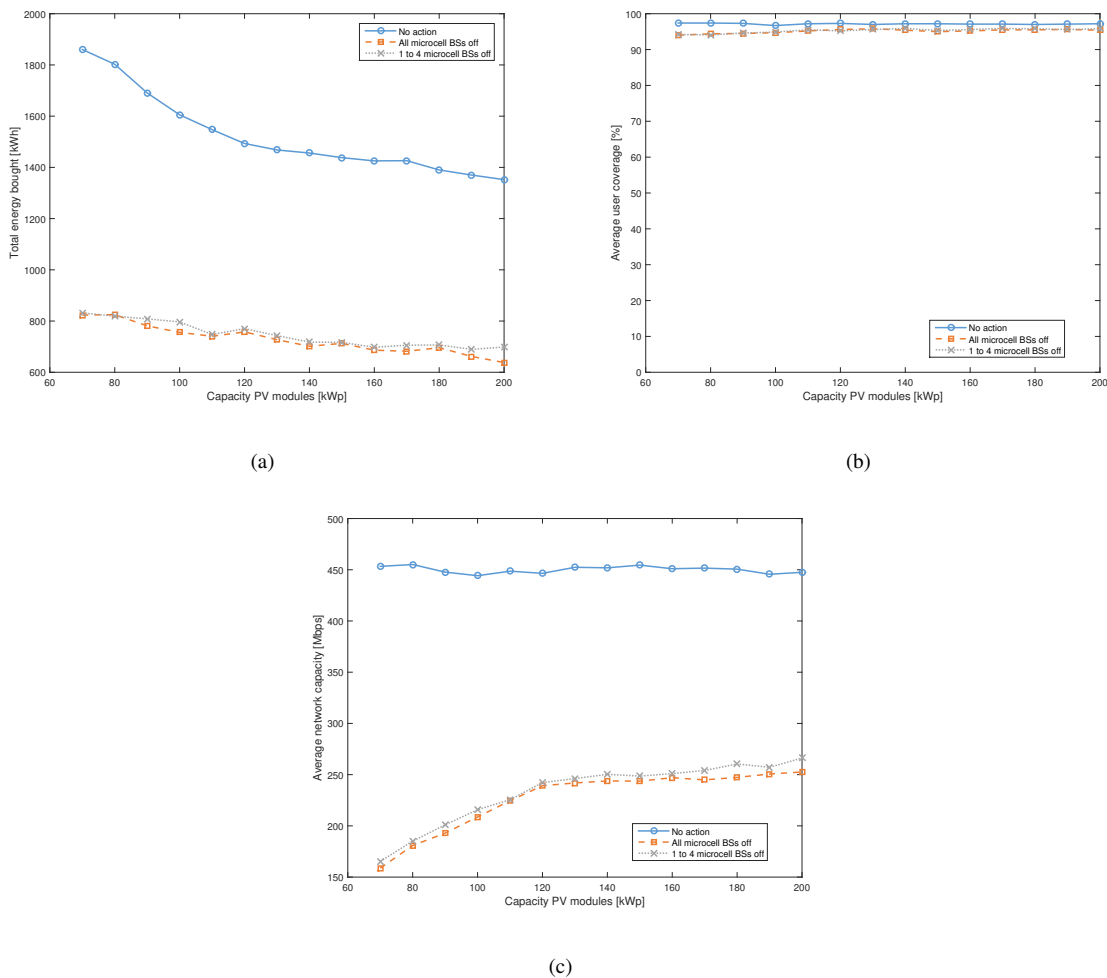 2000
1800
1600
1400
1200
1000
800
600
Total energy bought [kWh]
60 80 100 120 140 160 180 200
Capacity PV modules [kWp]
No action
All microcell BSs off
1 to 4 microcell BSs off
(a)
100
90
80
70
60
50
40
30
20
10
0
Average user coverage [%]
60 80 100 120 140 160 180 200
Capacity PV modules [kWp]
No action
All microcell BSs off
1 to 4 microcell BSs off
(b)
500
450
400
350
300
250
200
150
Average network capacity [Mbps]
60 80 100 120 140 160 180 200
Capacity PV modules [kWp]
No action
All microcell BSs off
1 to 4 microcell BSs off
(c)